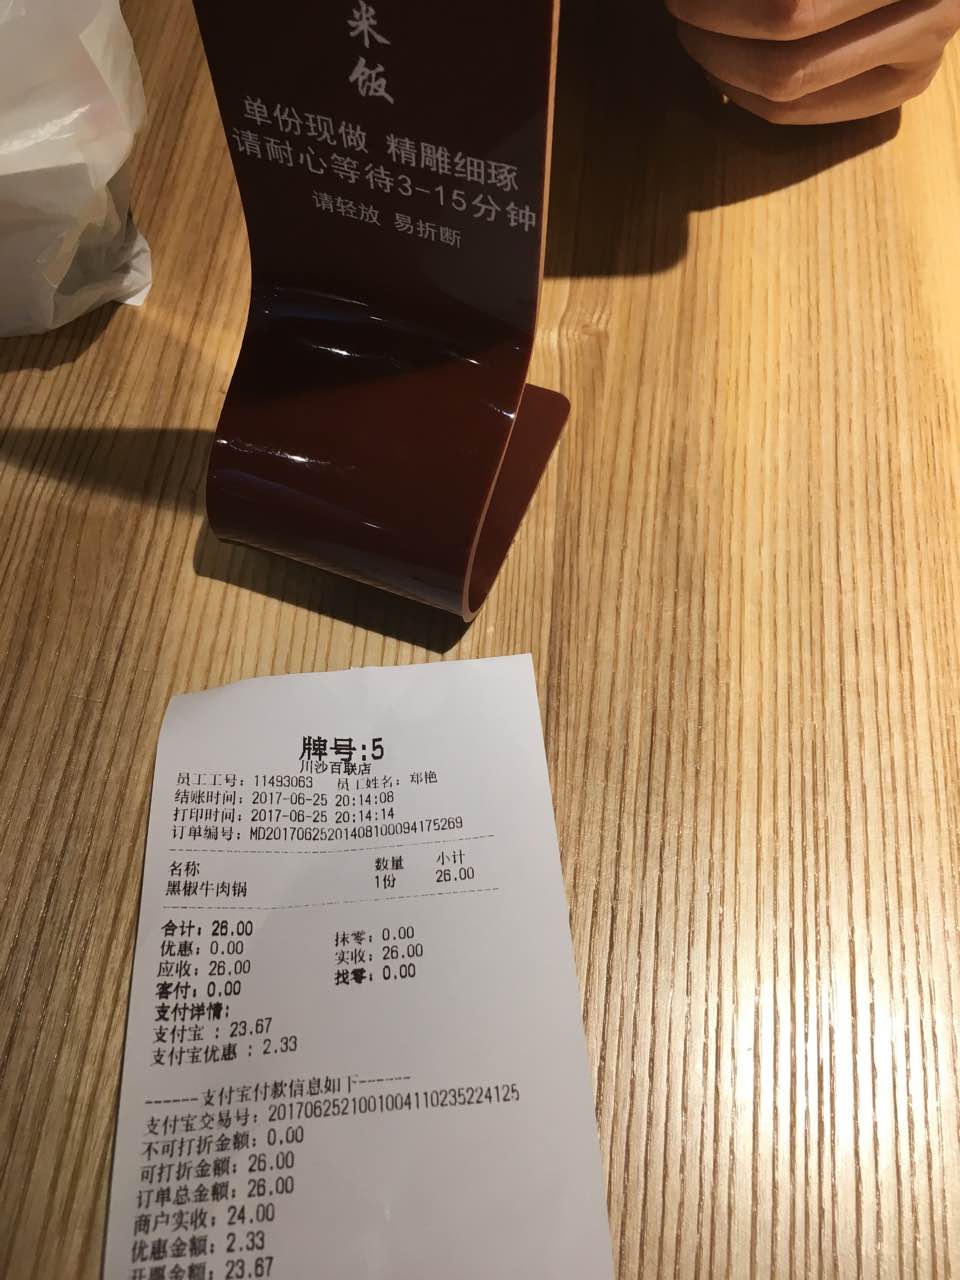 米
饭
单份现做 精雕细琢
请耐心等待3-15分钟
请轻放 易折断
牌号:5
川沙百联店
员工工号: 11493063 员工姓名: 郑艳
结账时间: 2017-06-25 20:14:08
打印时间: 2017-06-25 20:14:14
订单编号: MD20170625201408100094175269
名称 数量 小计
黑椒牛肉锅 1份 26.00
合计: 26.00
优惠: 0.00 抹零: 0.00
应收: 26.00 实收: 26.00
客付: 0.00 找零: 0.00
支付详情:
支付宝 : 23.67
支付宝优惠 : 2.33
------支付宝付款信息如下------
支付宝交易号: 2017062521001004110235224125
不可打折金额: 0.00
可打折金额: 26.00
订单总金额: 26.00
商户实收: 24.00
优惠金额: 2.33
开票金额: 23.67